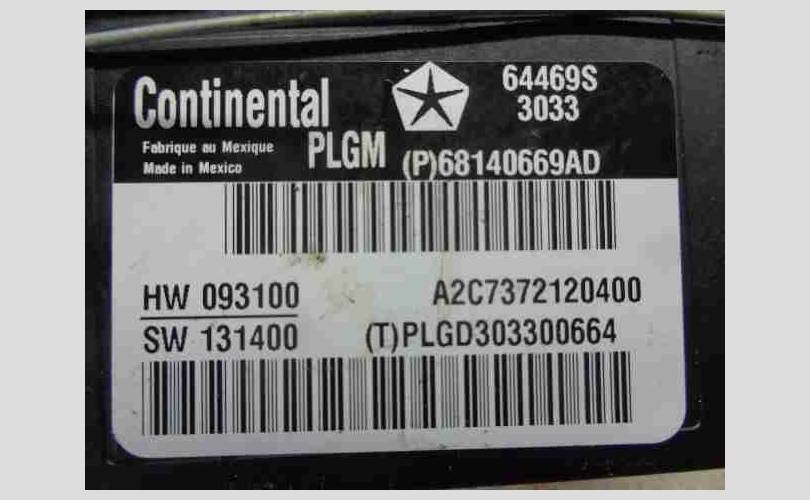 Continental
64469S
3033
Fabrique au Mexique
Made in Mexico
PLGM
(P)68140669AD
HW 093100
A2C7372120400
SW 131400
(T)PLGD303300664